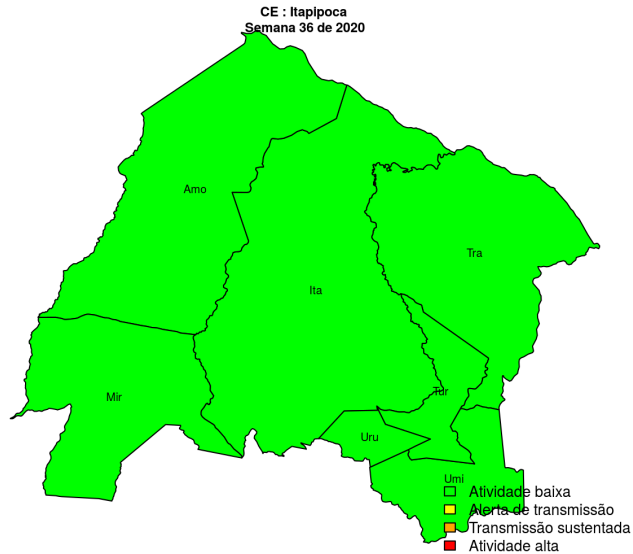 CE : Itapipoca
Semana 36 de 2020
Amo
Tra
Ita
Tur
Mir
Uru
Umi
Atividade baixa
Alerta de transmissão
Transmissão sustentada
Atividade alta